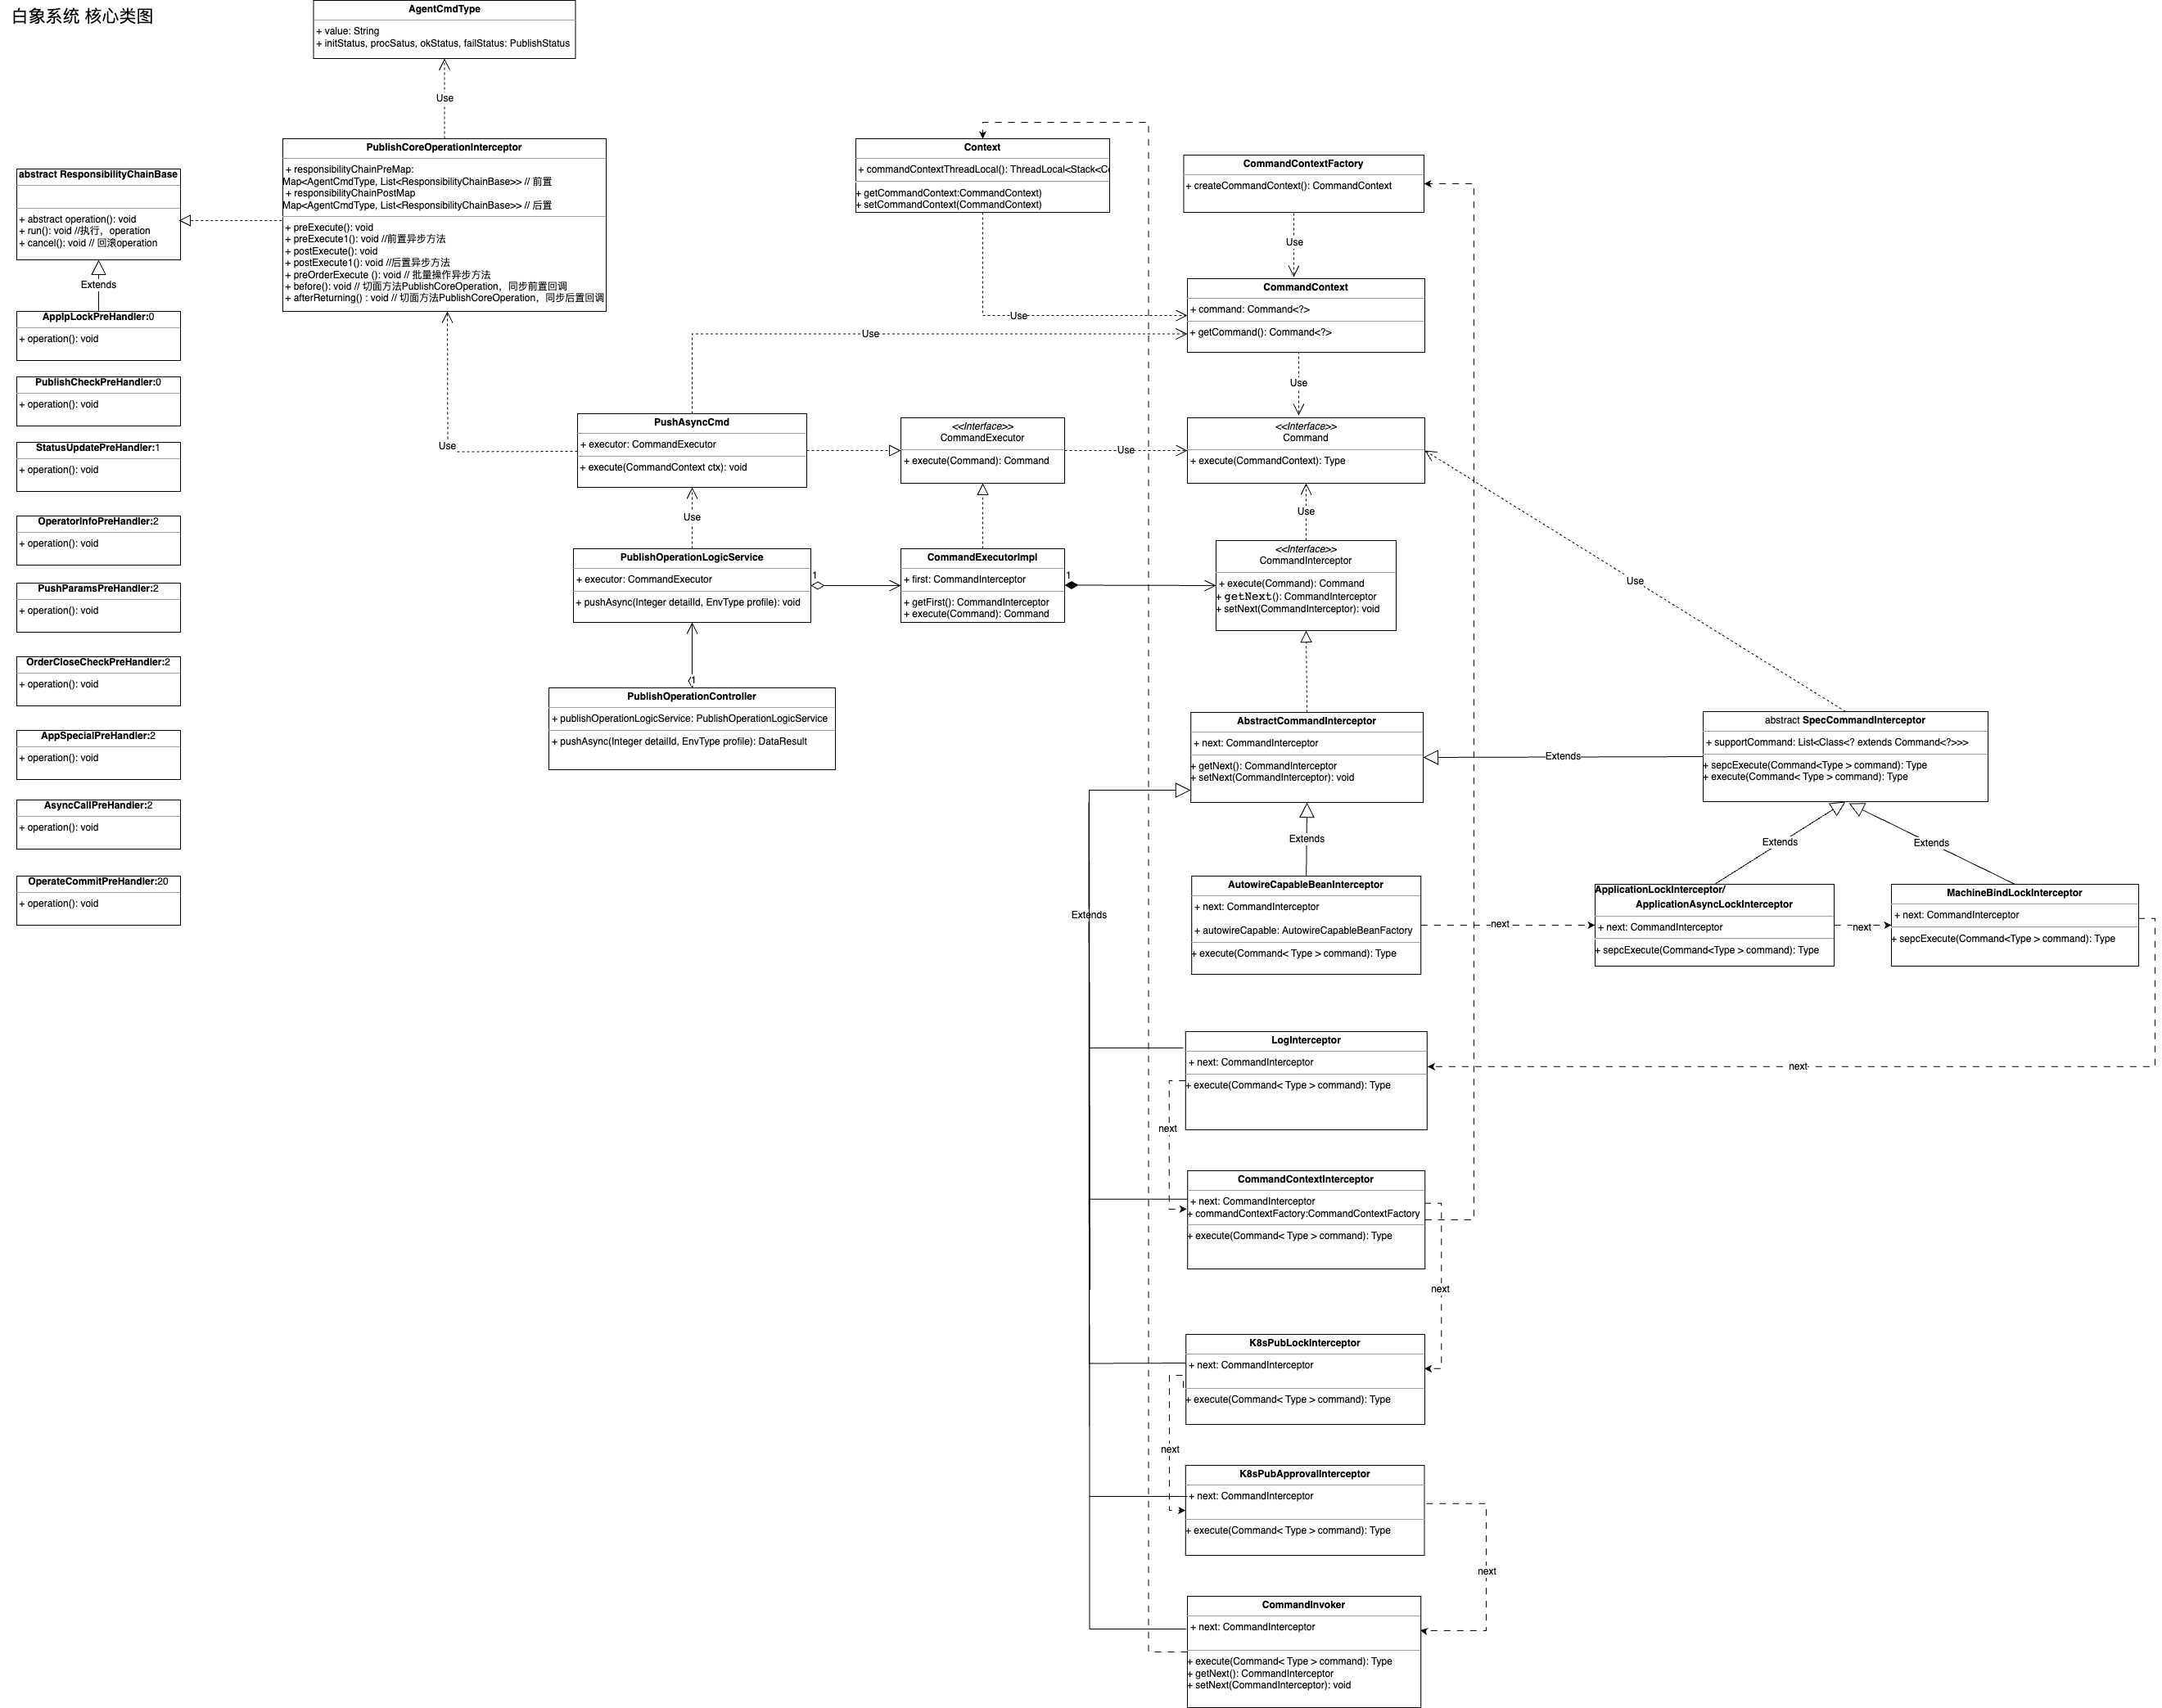 白象系统 核心类图
AgentCmdType
+ value: String
+ initStatus, procSatus, okStatus, failStatus: PublishStatus
Use
PublishCoreOperationInterceptor
+ responsibilityChainPreMap:
Map<AgentCmdType, List<ResponsibilityChainBase>> // 前置
+ responsibilityChainPostMap
Map<AgentCmdType, List<ResponsibilityChainBase>> // 后置
+ preExecute(): void
+ preExecute1(): void //前置异步方法
+ postExecute(): void
+ postExecute1(): void //后置异步方法
+ preOrderExecute (): void // 批量操作异步方法
+ before(): void // 切面方法PublishCoreOperation，同步前置回调
+ afterReturning() : void // 切面方法PublishCoreOperation，同步后置回调
abstract ResponsibilityChainBase
+ abstract operation(): void
+ run(): void //执行，operation
+ cancel(): void // 回滚operation
Extends
AppIpLockPreHandler:0
+ operation(): void
PublishCheckPreHandler:0
+ operation(): void
StatusUpdatePreHandler:1
+ operation(): void
OperatorInfoPreHandler:2
+ operation(): void
PushParamsPreHandler:2
+ operation(): void
OrderCloseCheckPreHandler:2
+ operation(): void
AppSpecialPreHandler:2
+ operation(): void
AsyncCallPreHandler:2
+ operation(): void
OperateCommitPreHandler:20
+ operation(): void
Context
+ commandContextThreadLocal(): ThreadLocal<Stack<Co
+ getCommandContext:CommandContext)
+ setCommandContext(CommandContext)
CommandContextFactory
+ createCommandContext(): CommandContext
Use
CommandContext
+ command: Command<?>
+ getCommand(): Command<?>
Use
Use
Use
Use
PushAsyncCmd
+ executor: CommandExecutor
+ execute(CommandContext ctx): void
<<Interface>>
CommandExecutor
+ execute(Command): Command
Use
<<Interface>>
Command
+ execute(CommandContext): Type
Use
Use
PublishOperationLogicService
+ executor: CommandExecutor
+ pushAsync(Integer detailId, EnvType profile): void
1
CommandExecutorImpl
+ first: CommandInterceptor
+ getFirst(): CommandInterceptor
+ execute(Command): Command
1
<<Interface>>
CommandInterceptor
+ execute(Command): Command
+ getNext(): CommandInterceptor
+ setNext(CommandInterceptor): void
Use
1
PublishOperationController
+ publishOperationLogicService: PublishOperationLogicService
+ pushAsync(Integer detailId, EnvType profile): DataResult
AbstractCommandInterceptor
+ next: CommandInterceptor
+ getNext(): CommandInterceptor
+ setNext(CommandInterceptor): void
Extends
abstract SpecCommandInterceptor
+ supportCommand: List<Class<? extends Command<?>>>
+ sepcExecute(Command<Type > command): Type
+ execute(Command< Type > command): Type
Extends
Extends
Extends
Extends
AutowireCapableBeanInterceptor
+ next: CommandInterceptor
+ autowireCapable: AutowireCapableBeanFactory
+ execute(Command< Type > command): Type
next
ApplicationLockInterceptor/
ApplicationAsyncLockInterceptor
+ next: CommandInterceptor
+ sepcExecute(Command<Type > command): Type
next
MachineBindLockInterceptor
+ next: CommandInterceptor
+ sepcExecute(Command<Type > command): Type
LogInterceptor
+ next: CommandInterceptor
+ execute(Command< Type > command): Type
next
next
CommandContextInterceptor
+ next: CommandInterceptor
+ commandContextFactory:CommandContextFactory
+ execute(Command< Type > command): Type
next
K8sPubLockInterceptor
+ next: CommandInterceptor
+ execute(Command< Type > command): Type
next
K8sPubApprovalInterceptor
+ next: CommandInterceptor
+ execute(Command< Type > command): Type
next
CommandInvoker
+ next: CommandInterceptor
+ execute(Command< Type > command): Type
+ getNext(): CommandInterceptor
+ setNext(CommandInterceptor): void